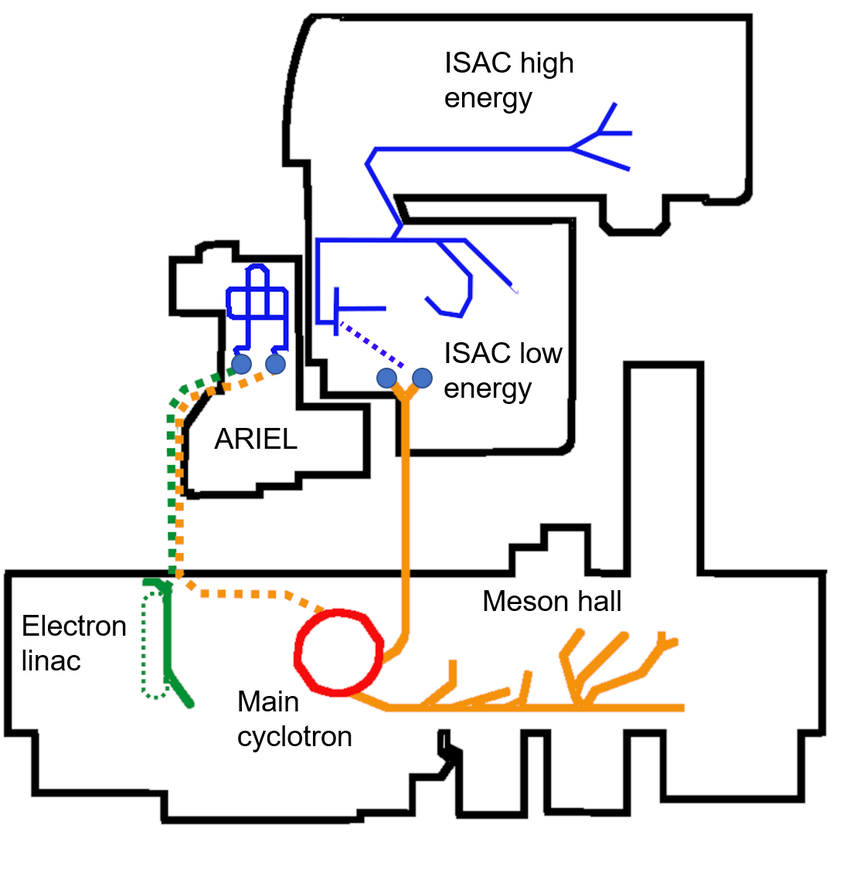 ISAC high
energy
ISAC low
energy
ARIEL
Meson hall
Electron
linac
Main
cyclotron